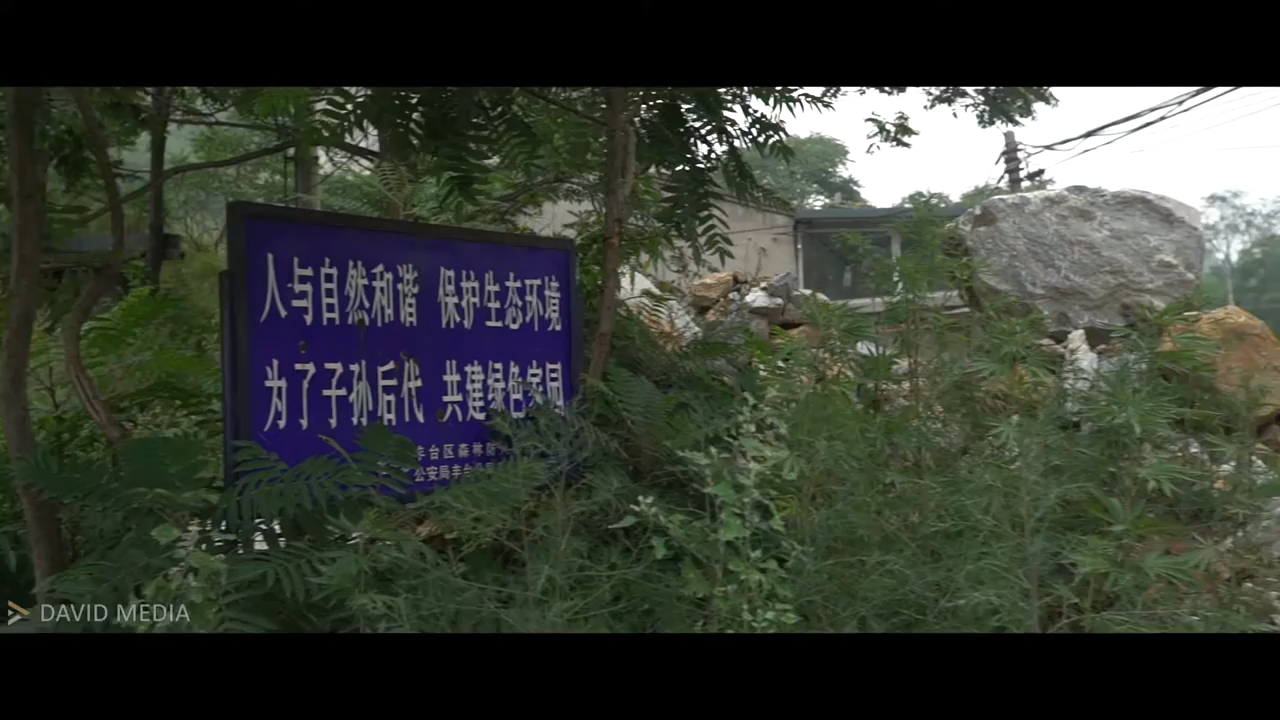 人与自然和谐 保护生态环境
为了子孙后代 共建绿色家园
丰台区森林防
公安局丰台
DAVID MEDIA